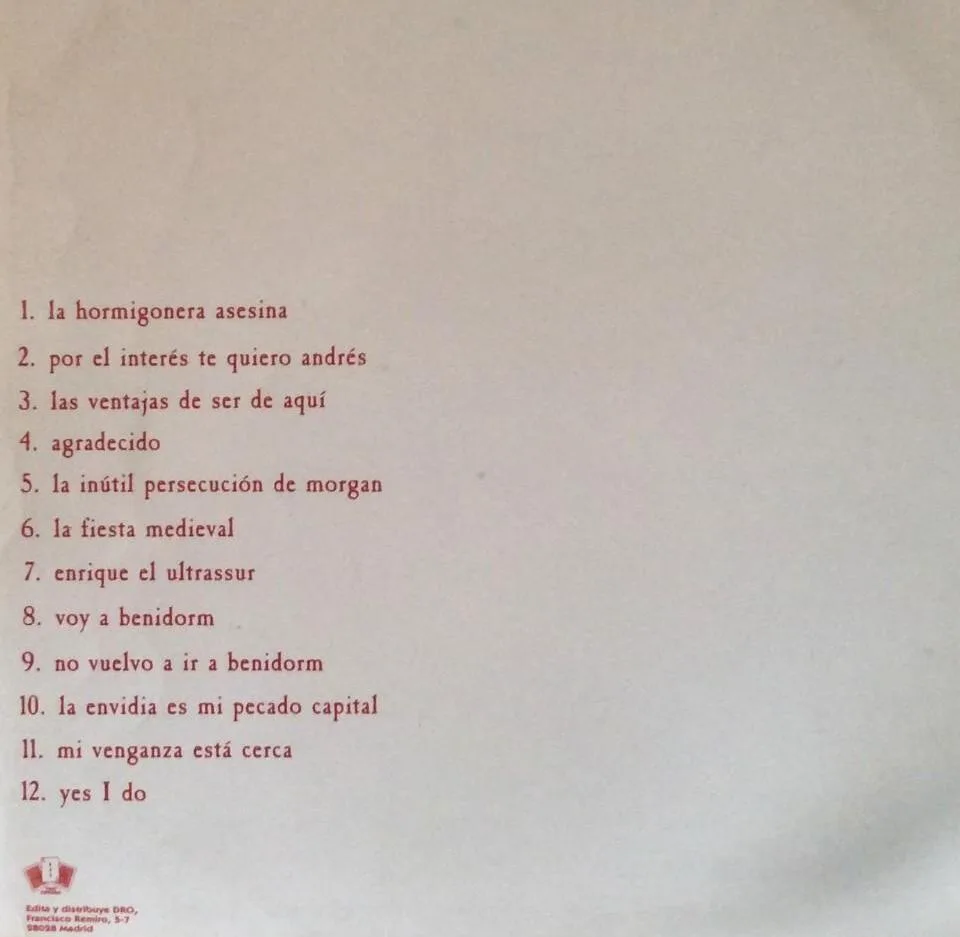 1. la hormigonera asesina
2. por el interés te quiero andrés
3. las ventajas de ser de aquí
4. agradecido
5. la inútil persecución de morgan
6. la fiesta medieval
7. enrique el ultrassur
8. voy a benidorm
9. no vuelvo a ir a benidorm
10. la envidia es mi pecado capital
11. mi venganza está cerca
12. yes I do
Edita y distribuye DRO,
Francisco Remiro, 5-7
28028 Madrid